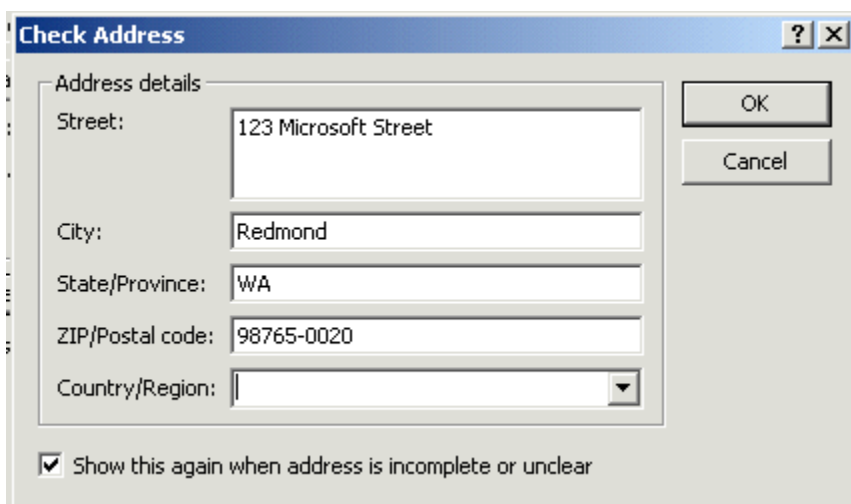 Check Address
Address details
Street: 123 Microsoft Street
OK
Cancel
City: Redmond
State/Province: WA
ZIP/Postal code: 98765-0020
Country/Region:
Show this again when address is incomplete or unclear